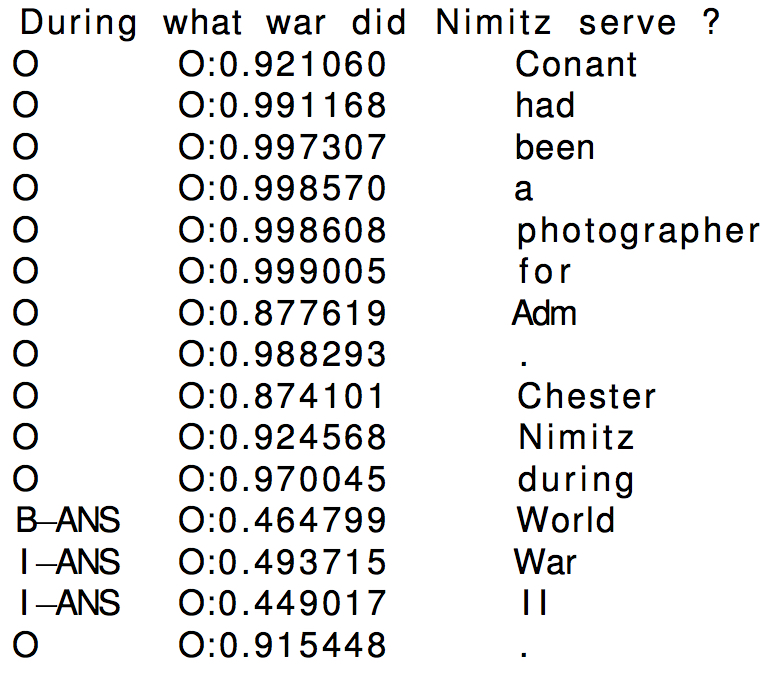 During what war did Nimitz serve ?
O O:0.921060 Conant
O O:0.991168 had
O O:0.997307 been
O O:0.998570 a
O O:0.998608 photographer
O O:0.999005 for
O O:0.877619 Adm
O O:0.988293 .
O O:0.874101 Chester
O O:0.924568 Nimitz
O O:0.970045 during
B–ANS O:0.464799 World
I–ANS O:0.493715 War
I–ANS O:0.449017 II
O O:0.915448 .